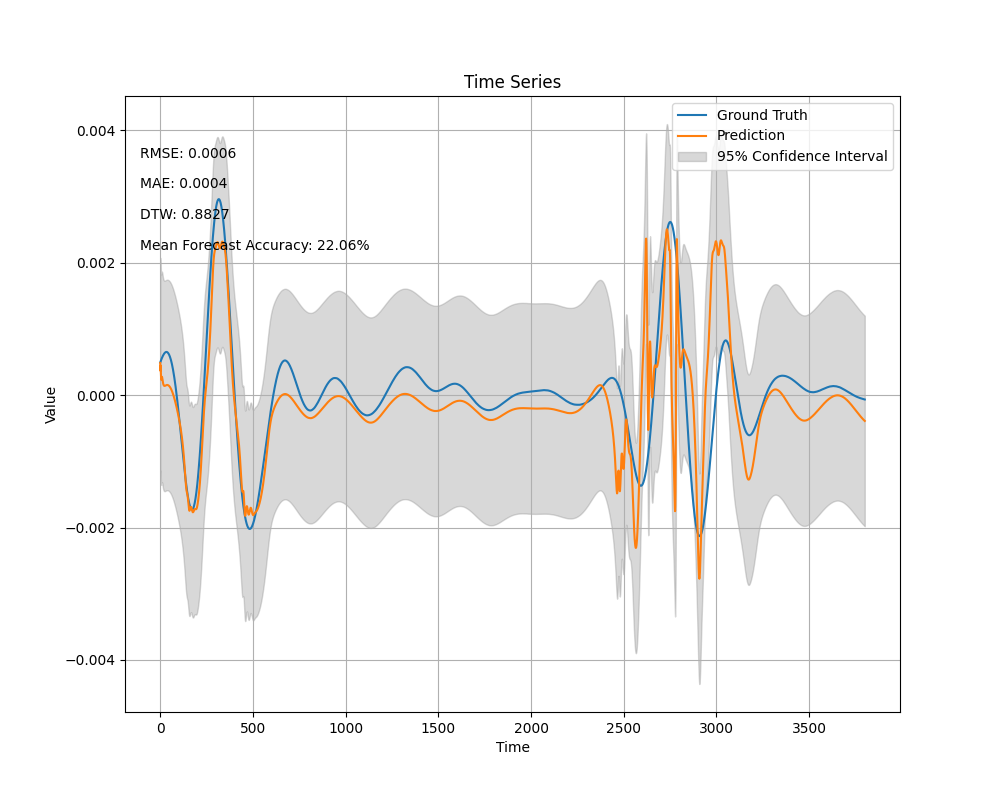 Time Series
Ground Truth
Prediction
95% Confidence Interval
RMSE: 0.0006
MAE: 0.0004
DTW: 0.8827
Mean Forecast Accuracy: 22.06%
0.004
0.002
0.000
−0.002
−0.004
Value
0 500 1000 1500 2000 2500 3000 3500
Time